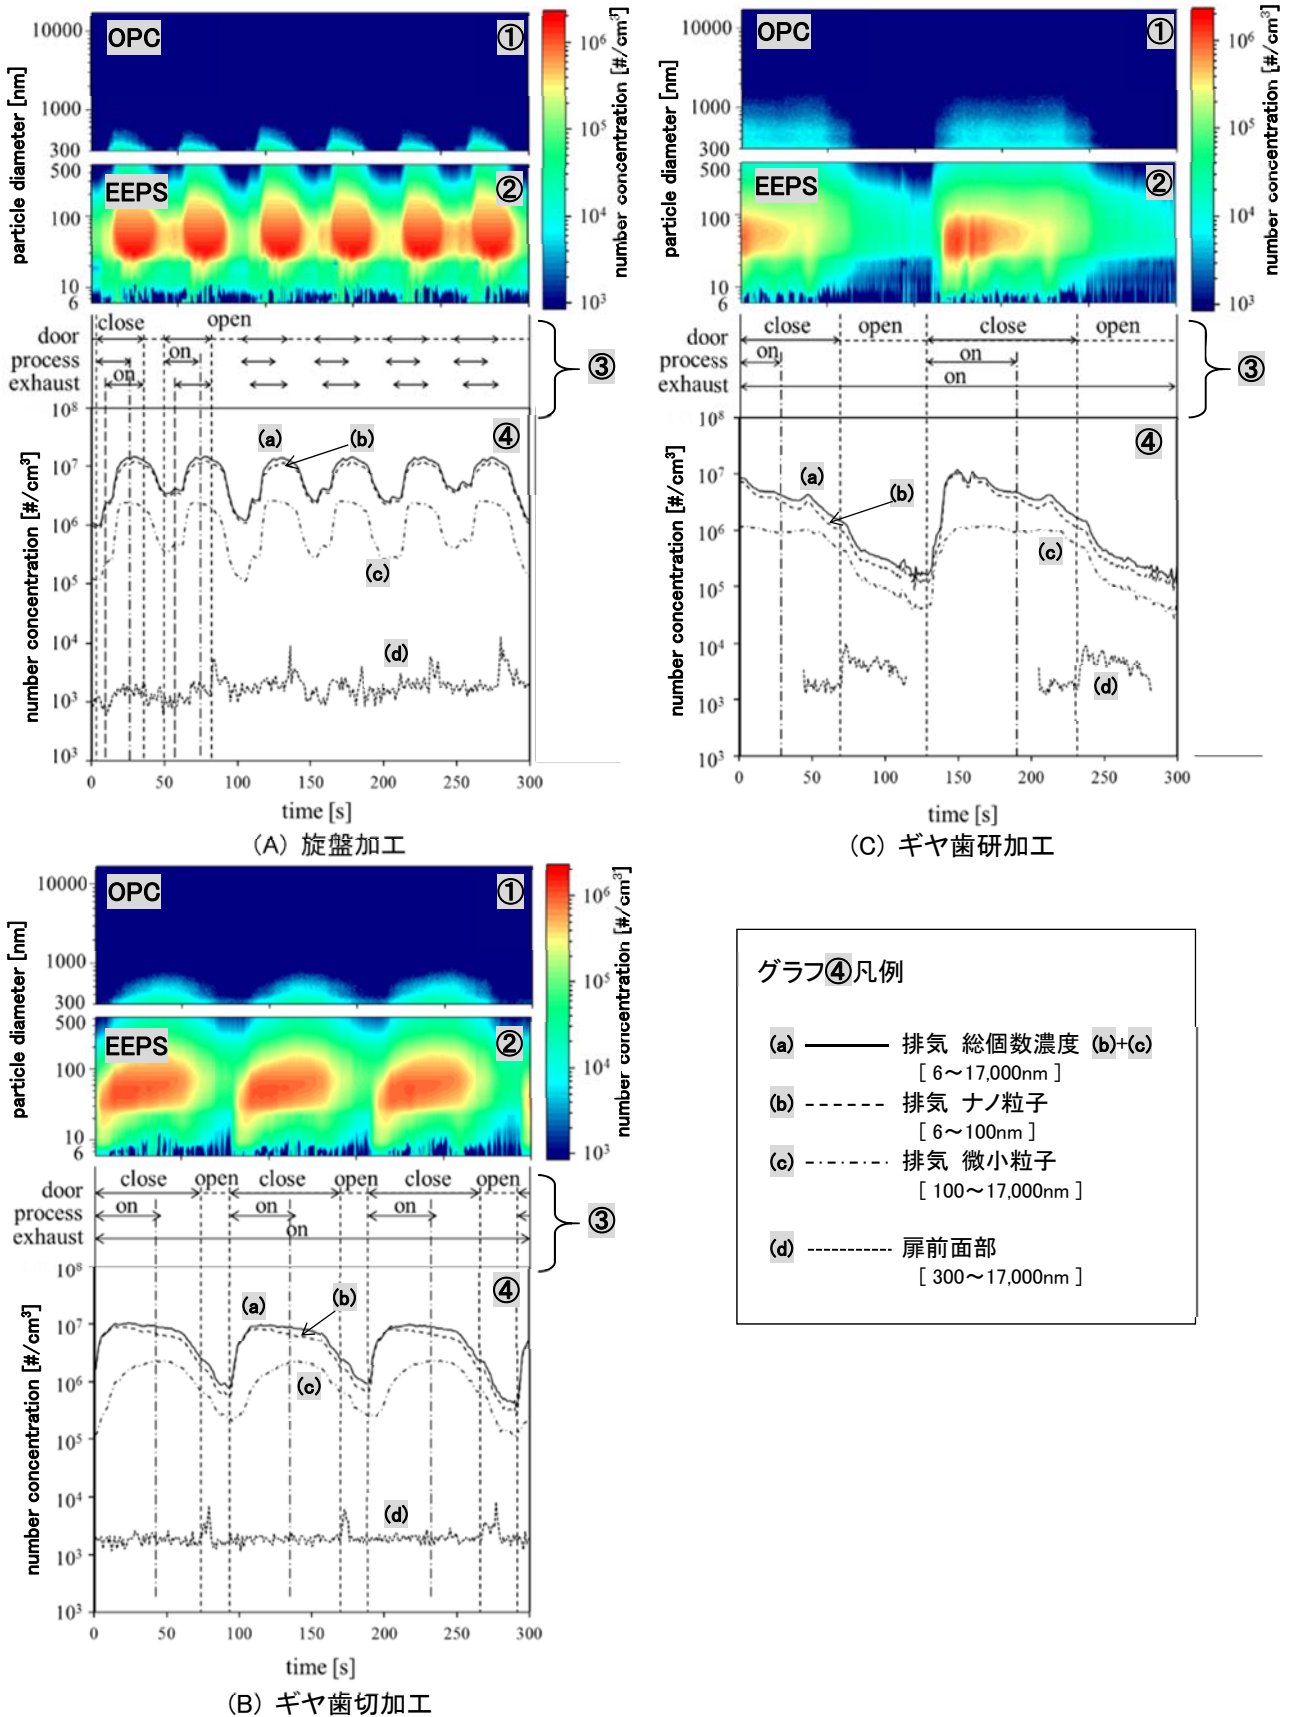 OPC
①
10000
1000
300
particle diameter [nm]
EEPS
②
500
100
10
6
10⁶
10⁵
10⁴
10³
number concentration [#/cm³]
close
open
door
process
on
exhaust
on
③
10⁸
10⁷
10⁶
10⁵
10⁴
10³
10³
number concentration [#/cm³]
(a)
(b)
④
(c)
(d)
0 50 100 150 200 250 300
time [s]
(A) 旋盤加工
OPC
①
10000
1000
300
particle diameter [nm]
EEPS
②
500
100
10
6
10⁶
10⁵
10⁴
10³
number concentration [#/cm³]
close open close open
door
process
on on
exhaust
on
③
10⁸
10⁷
10⁶
10⁵
10⁴
10³
10³
number concentration [#/cm³]
(a)
(b)
④
(c)
(d)
0 50 100 150 200 250 300
time [s]
(C) ギヤ歯研加工
OPC
①
10000
1000
300
particle diameter [nm]
EEPS
②
500
100
10
6
10⁶
10⁵
10⁴
10³
number concentration [#/cm³]
close open close open close open
door
process
on on on
exhaust
on
③
10⁸
10⁷
10⁶
10⁵
10⁴
10³
10³
number concentration [#/cm³]
(a)
(b)
④
(c)
(d)
0 50 100 150 200 250 300
time [s]
(B) ギヤ歯切加工
グラフ④凡例
(a) 排気 総個数濃度 (b)+(c)
[ 6～17,000nm ]
(b) 排気 ナノ粒子
[ 6～100nm ]
(c) 排気 微小粒子
[ 100～17,000nm ]
(d) 扉前面部
[ 300～17,000nm ]